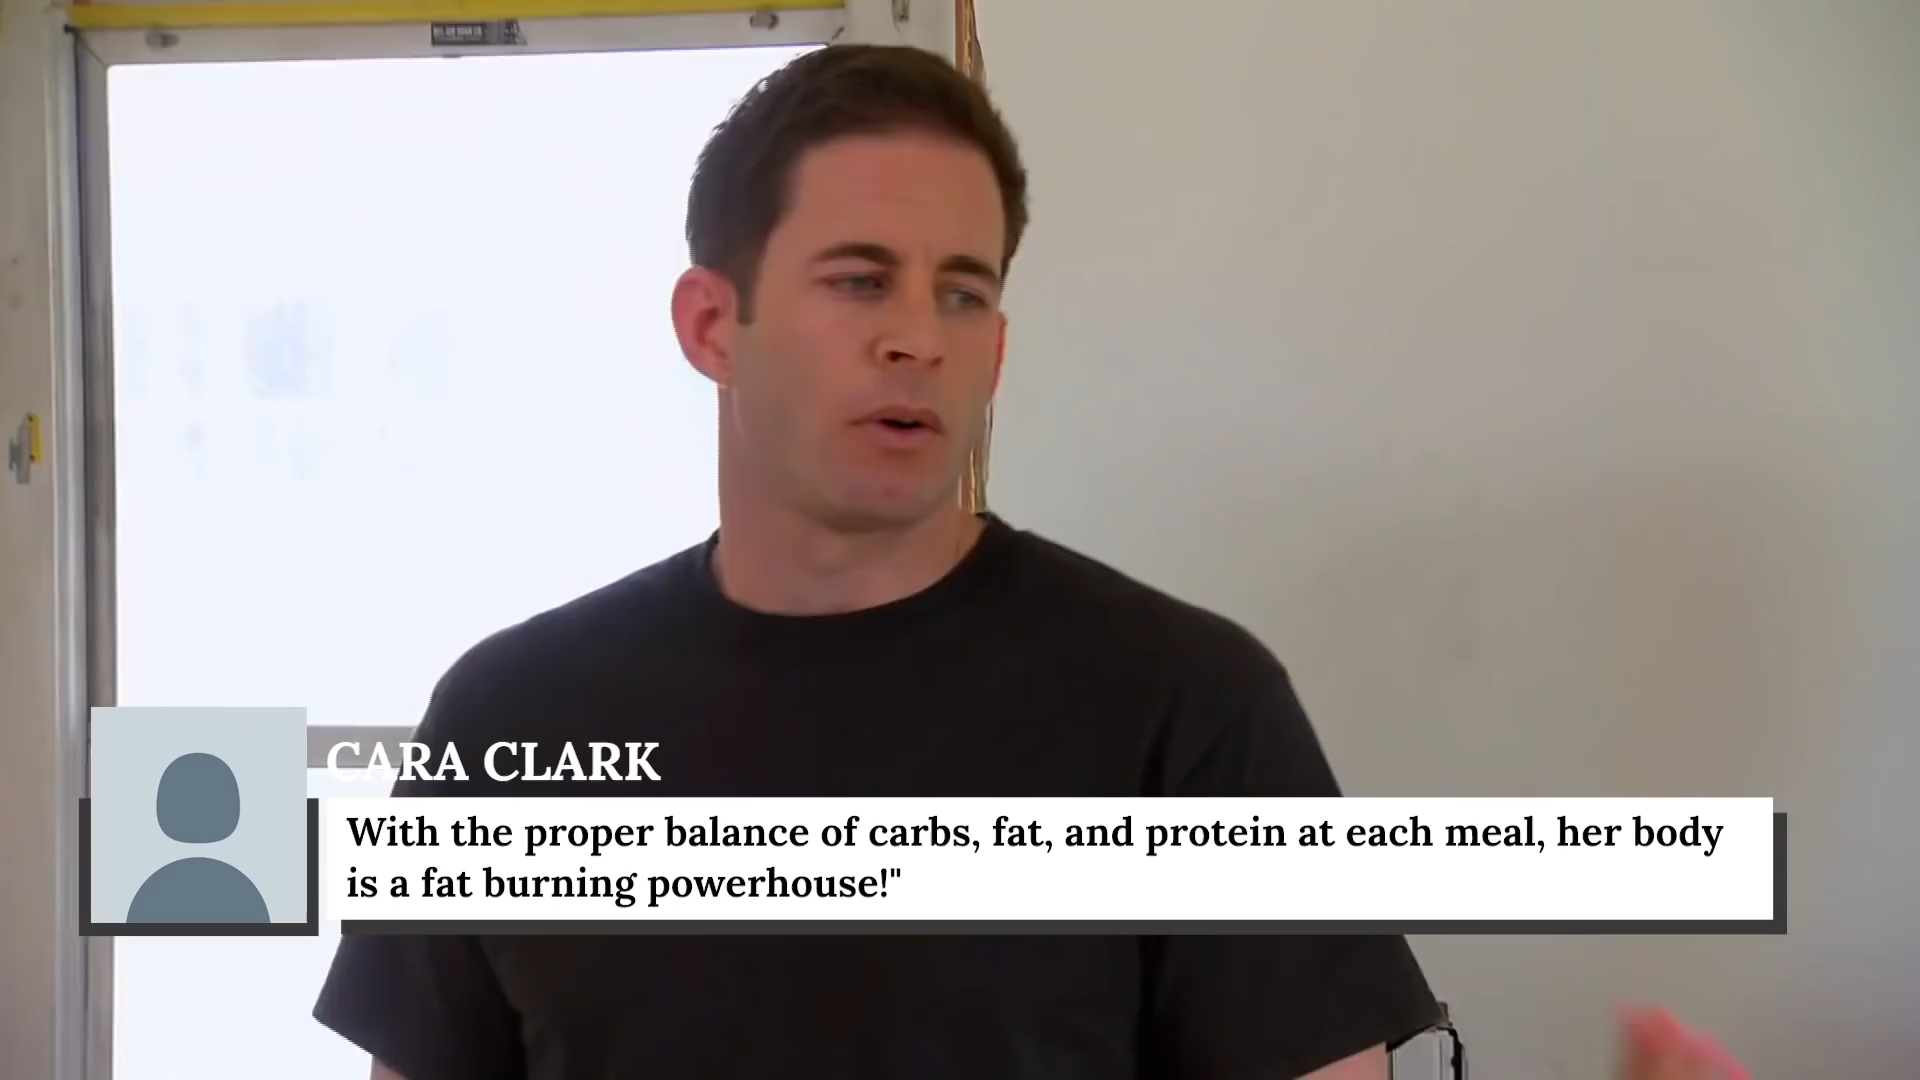 CARA CLARK
With the proper balance of carbs, fat, and protein at each meal, her body
is a fat burning powerhouse!"